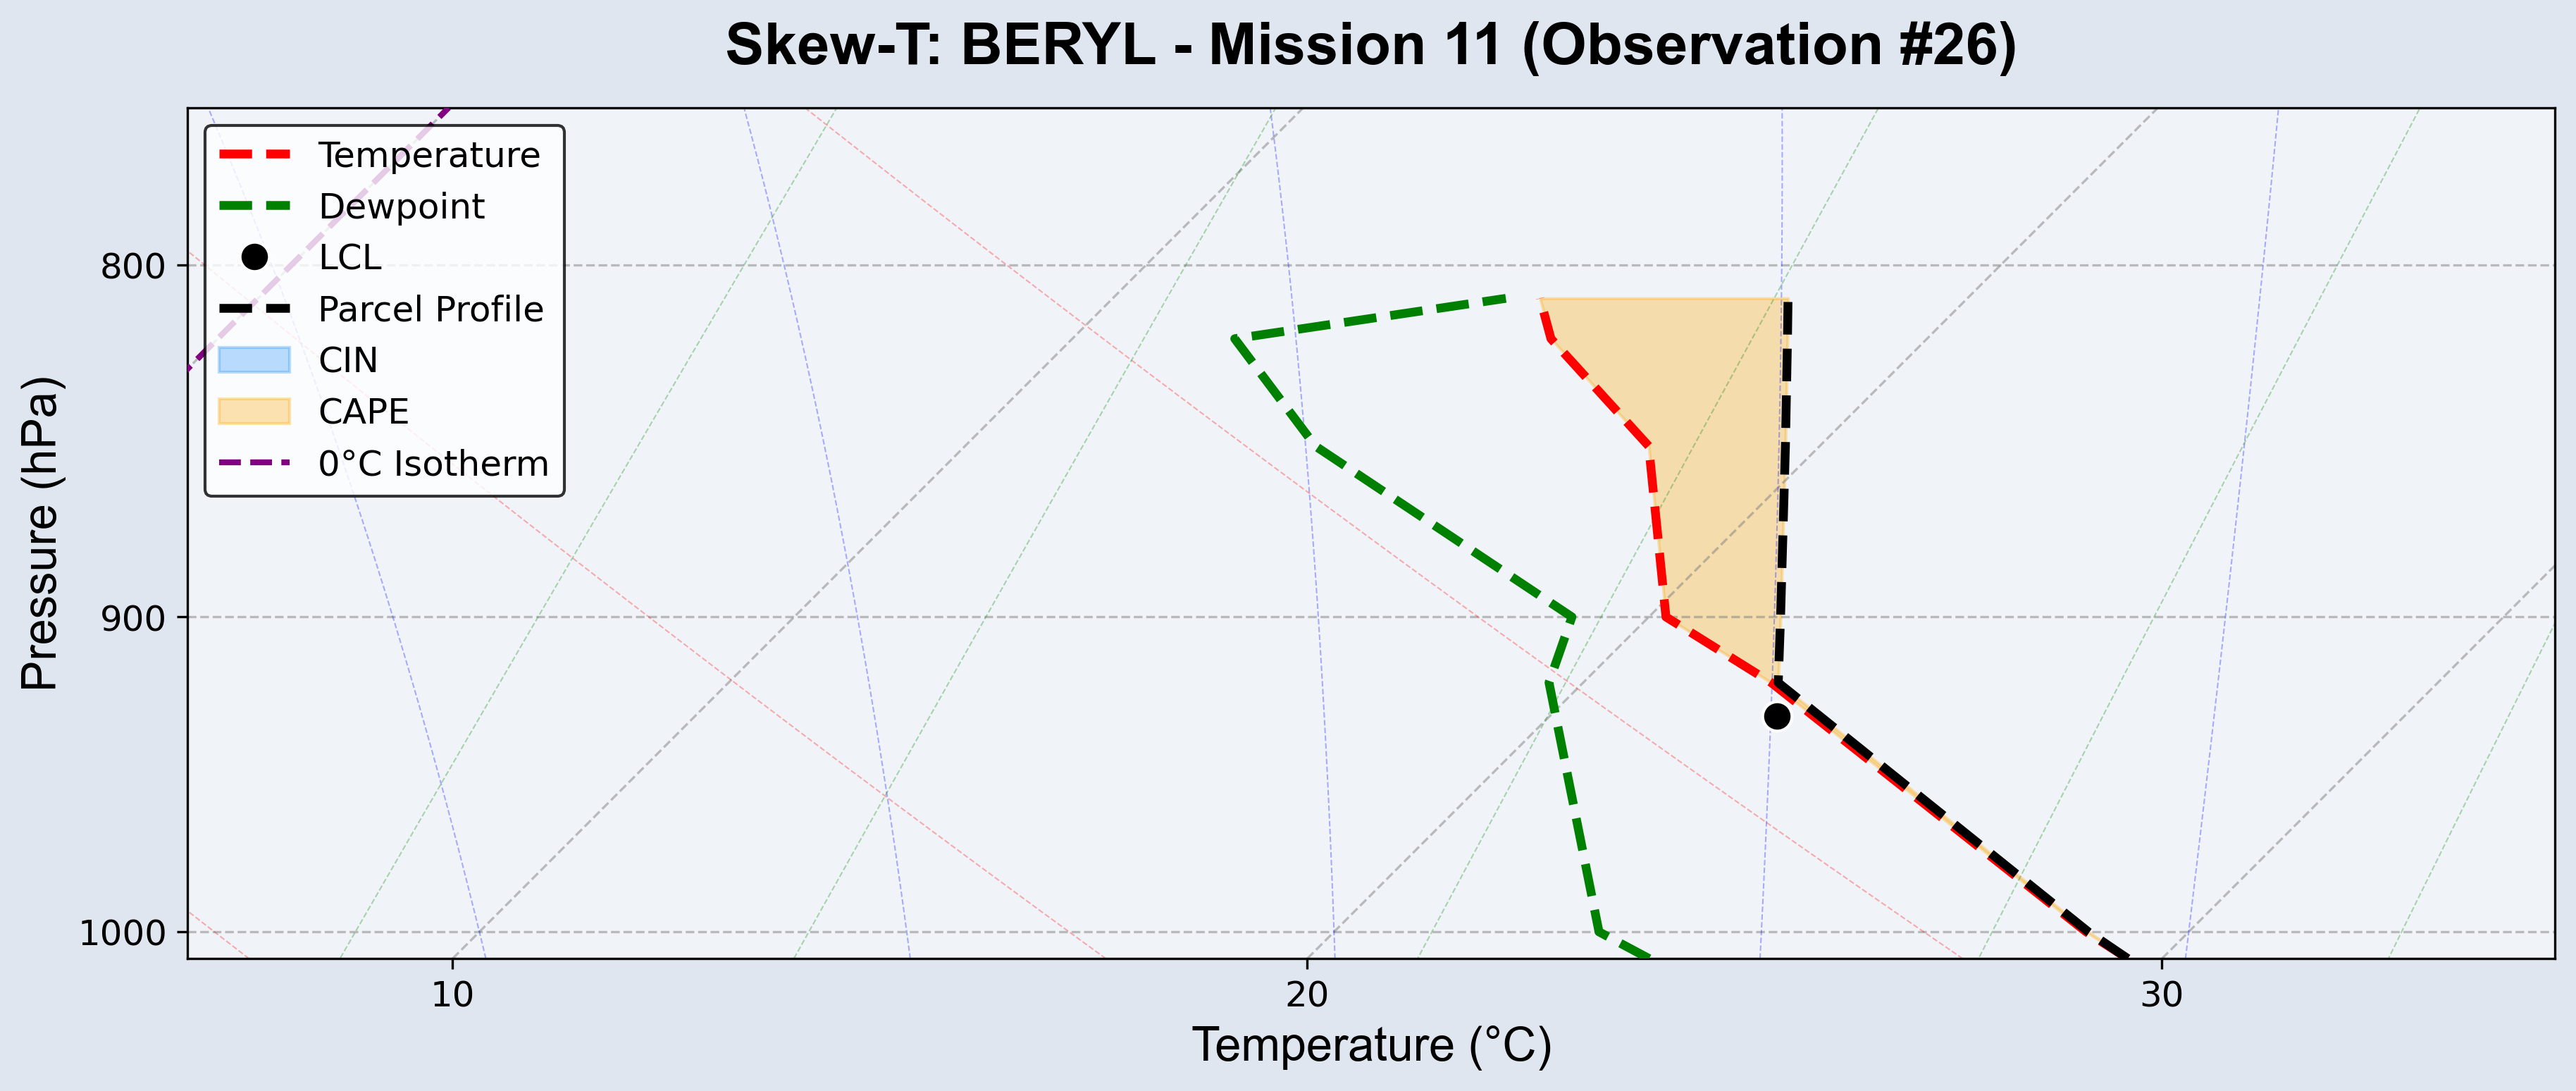 Skew-T: BERYL - Mission 11 (Observation #26)
Temperature
Dewpoint
LCL
Parcel Profile
CIN
CAPE
0°C Isotherm
800
900
1000
Pressure (hPa)
10
20
30
Temperature (°C)